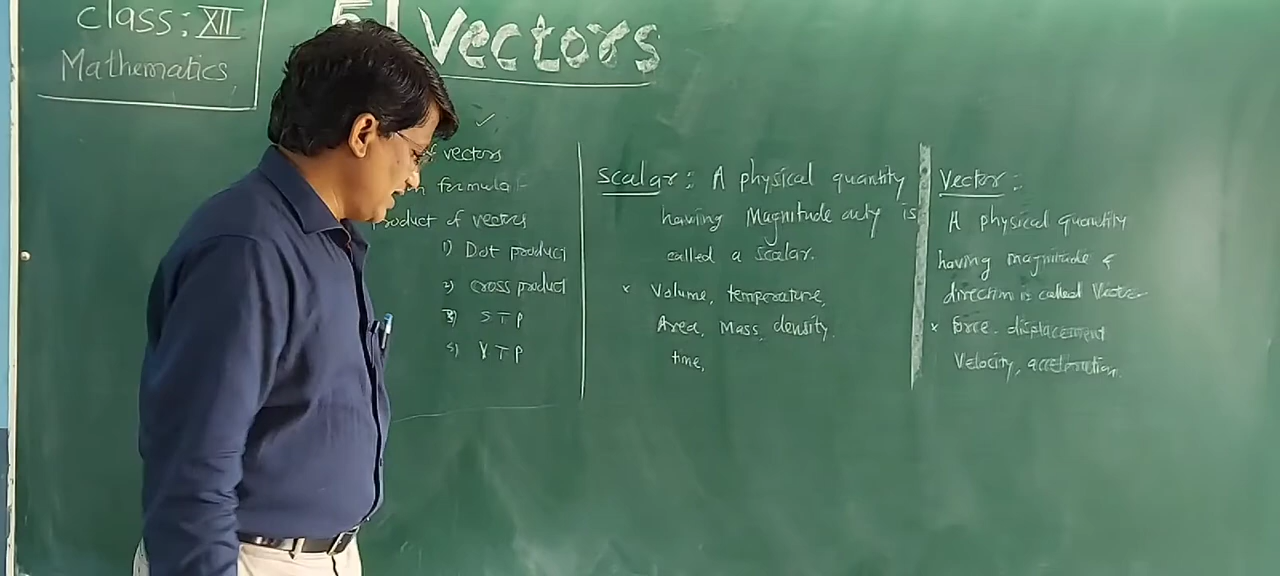 class: XII
Mathematics
5] Vectors
of vectors
formula
product of vectors
1) Dot product
2) cross product
3) S T P
4) V T P
Scalar: A physical quantity
having Magnitude only is
called a scalar.
× Volume, temperature,
Area, Mass, density.
time,
Vector:
A physical quantity
having magnitude &
direction is called Vector
× Force, displacement
Velocity, acceleration.